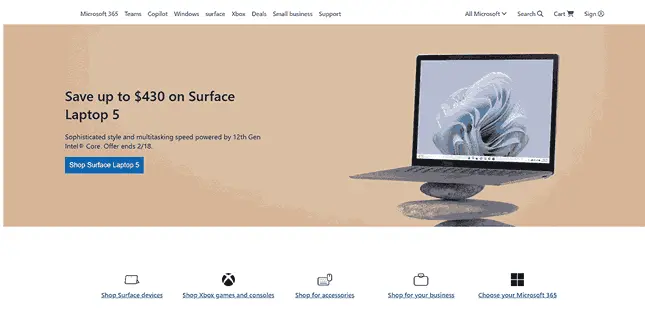 Microsoft 365 Teams Copilot Windows surface Xbox Deals Small business Support All Microsoft Search Cart Sign
Save up to $430 on Surface
Laptop 5
Sophisticated style and multitasking speed powered by 12th Gen
Intel® Core. Offer ends 2/18.
Shop Surface Laptop 5
Shop Surface devices Shop Xbox games and consoles Shop for accessories Shop for your business Choose your Microsoft 365